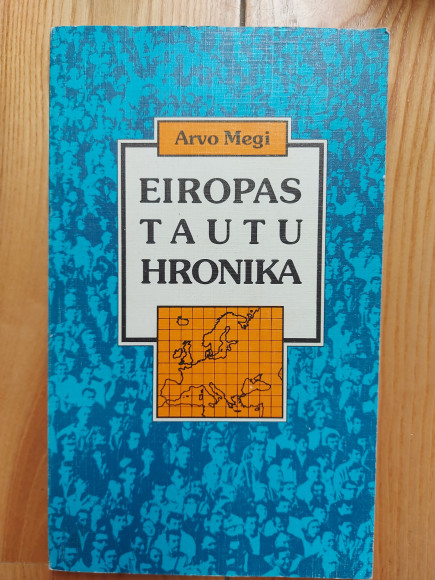 Arvo Megi
EIROPAS
TAUTU
HRONIKA